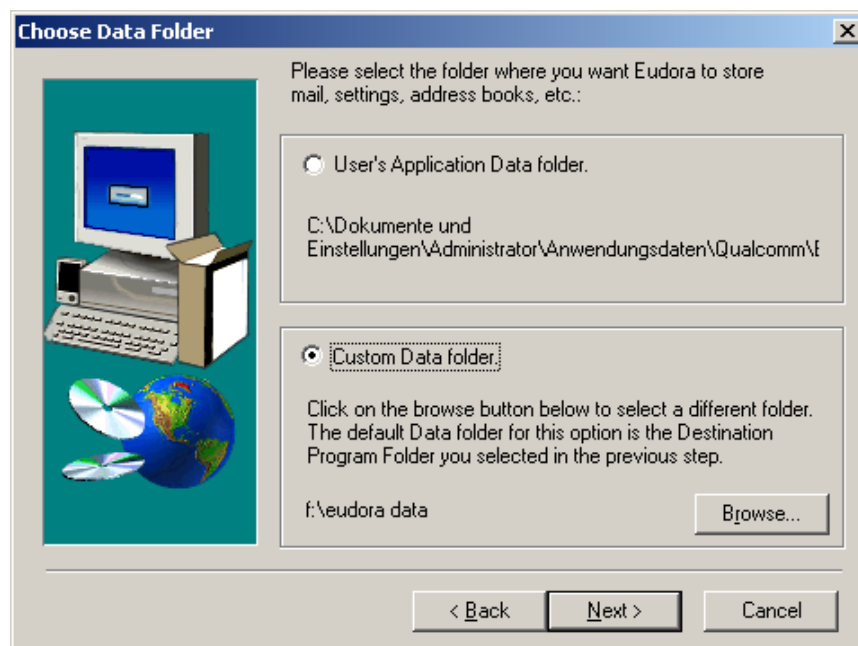 Choose Data Folder
Please select the folder where you want Eudora to store
mail, settings, address books, etc.:
User's Application Data folder.
C:\Dokumente und
Einstellungen\Administrator\Anwendungsdaten\Qualcomm\E
Custom Data folder.
Click on the browse button below to select a different folder.
The default Data folder for this option is the Destination
Program Folder you selected in the previous step.
f:\eudora data
Browse...
< Back
Next >
Cancel